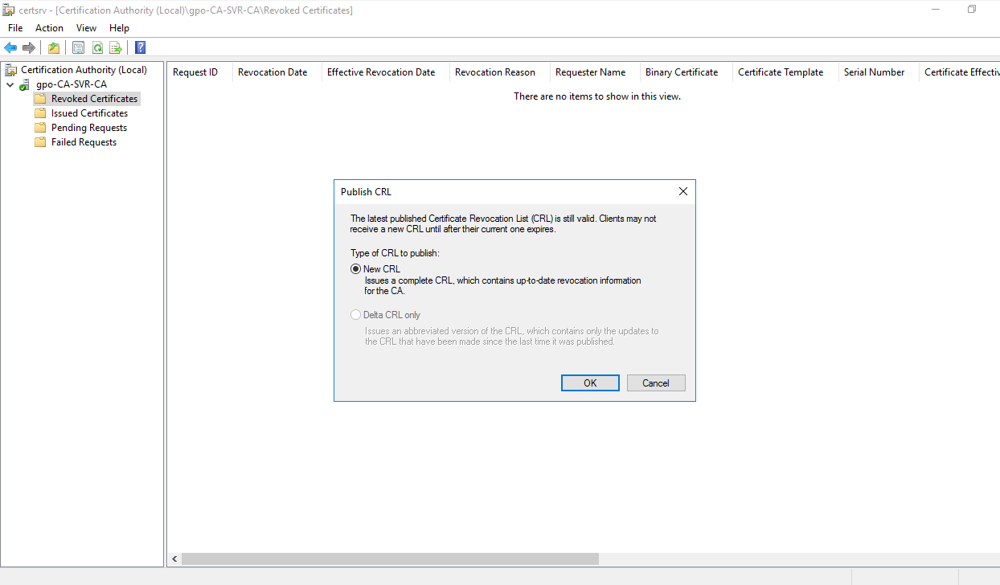 certsrv - [Certification Authority (Local)\gpo-CA-SVR-CA\Revoked Certificates]
File Action View Help
Certification Authority (Local)
gpo-CA-SVR-CA
Revoked Certificates
Issued Certificates
Pending Requests
Failed Requests
Request ID Revocation Date Effective Revocation Date Revocation Reason Requester Name Binary Certificate Certificate Template Serial Number Certificate Effectiv
There are no items to show in this view.
Publish CRL
The latest published Certificate Revocation List (CRL) is still valid. Clients may not
receive a new CRL until after their current one expires.
Type of CRL to publish:
New CRL
Issues a complete CRL, which contains up-to-date revocation information
for the CA.
Delta CRL only
Issues an abbreviated version of the CRL, which contains only the updates to
the CRL that have been made since the last time it was published.
OK Cancel